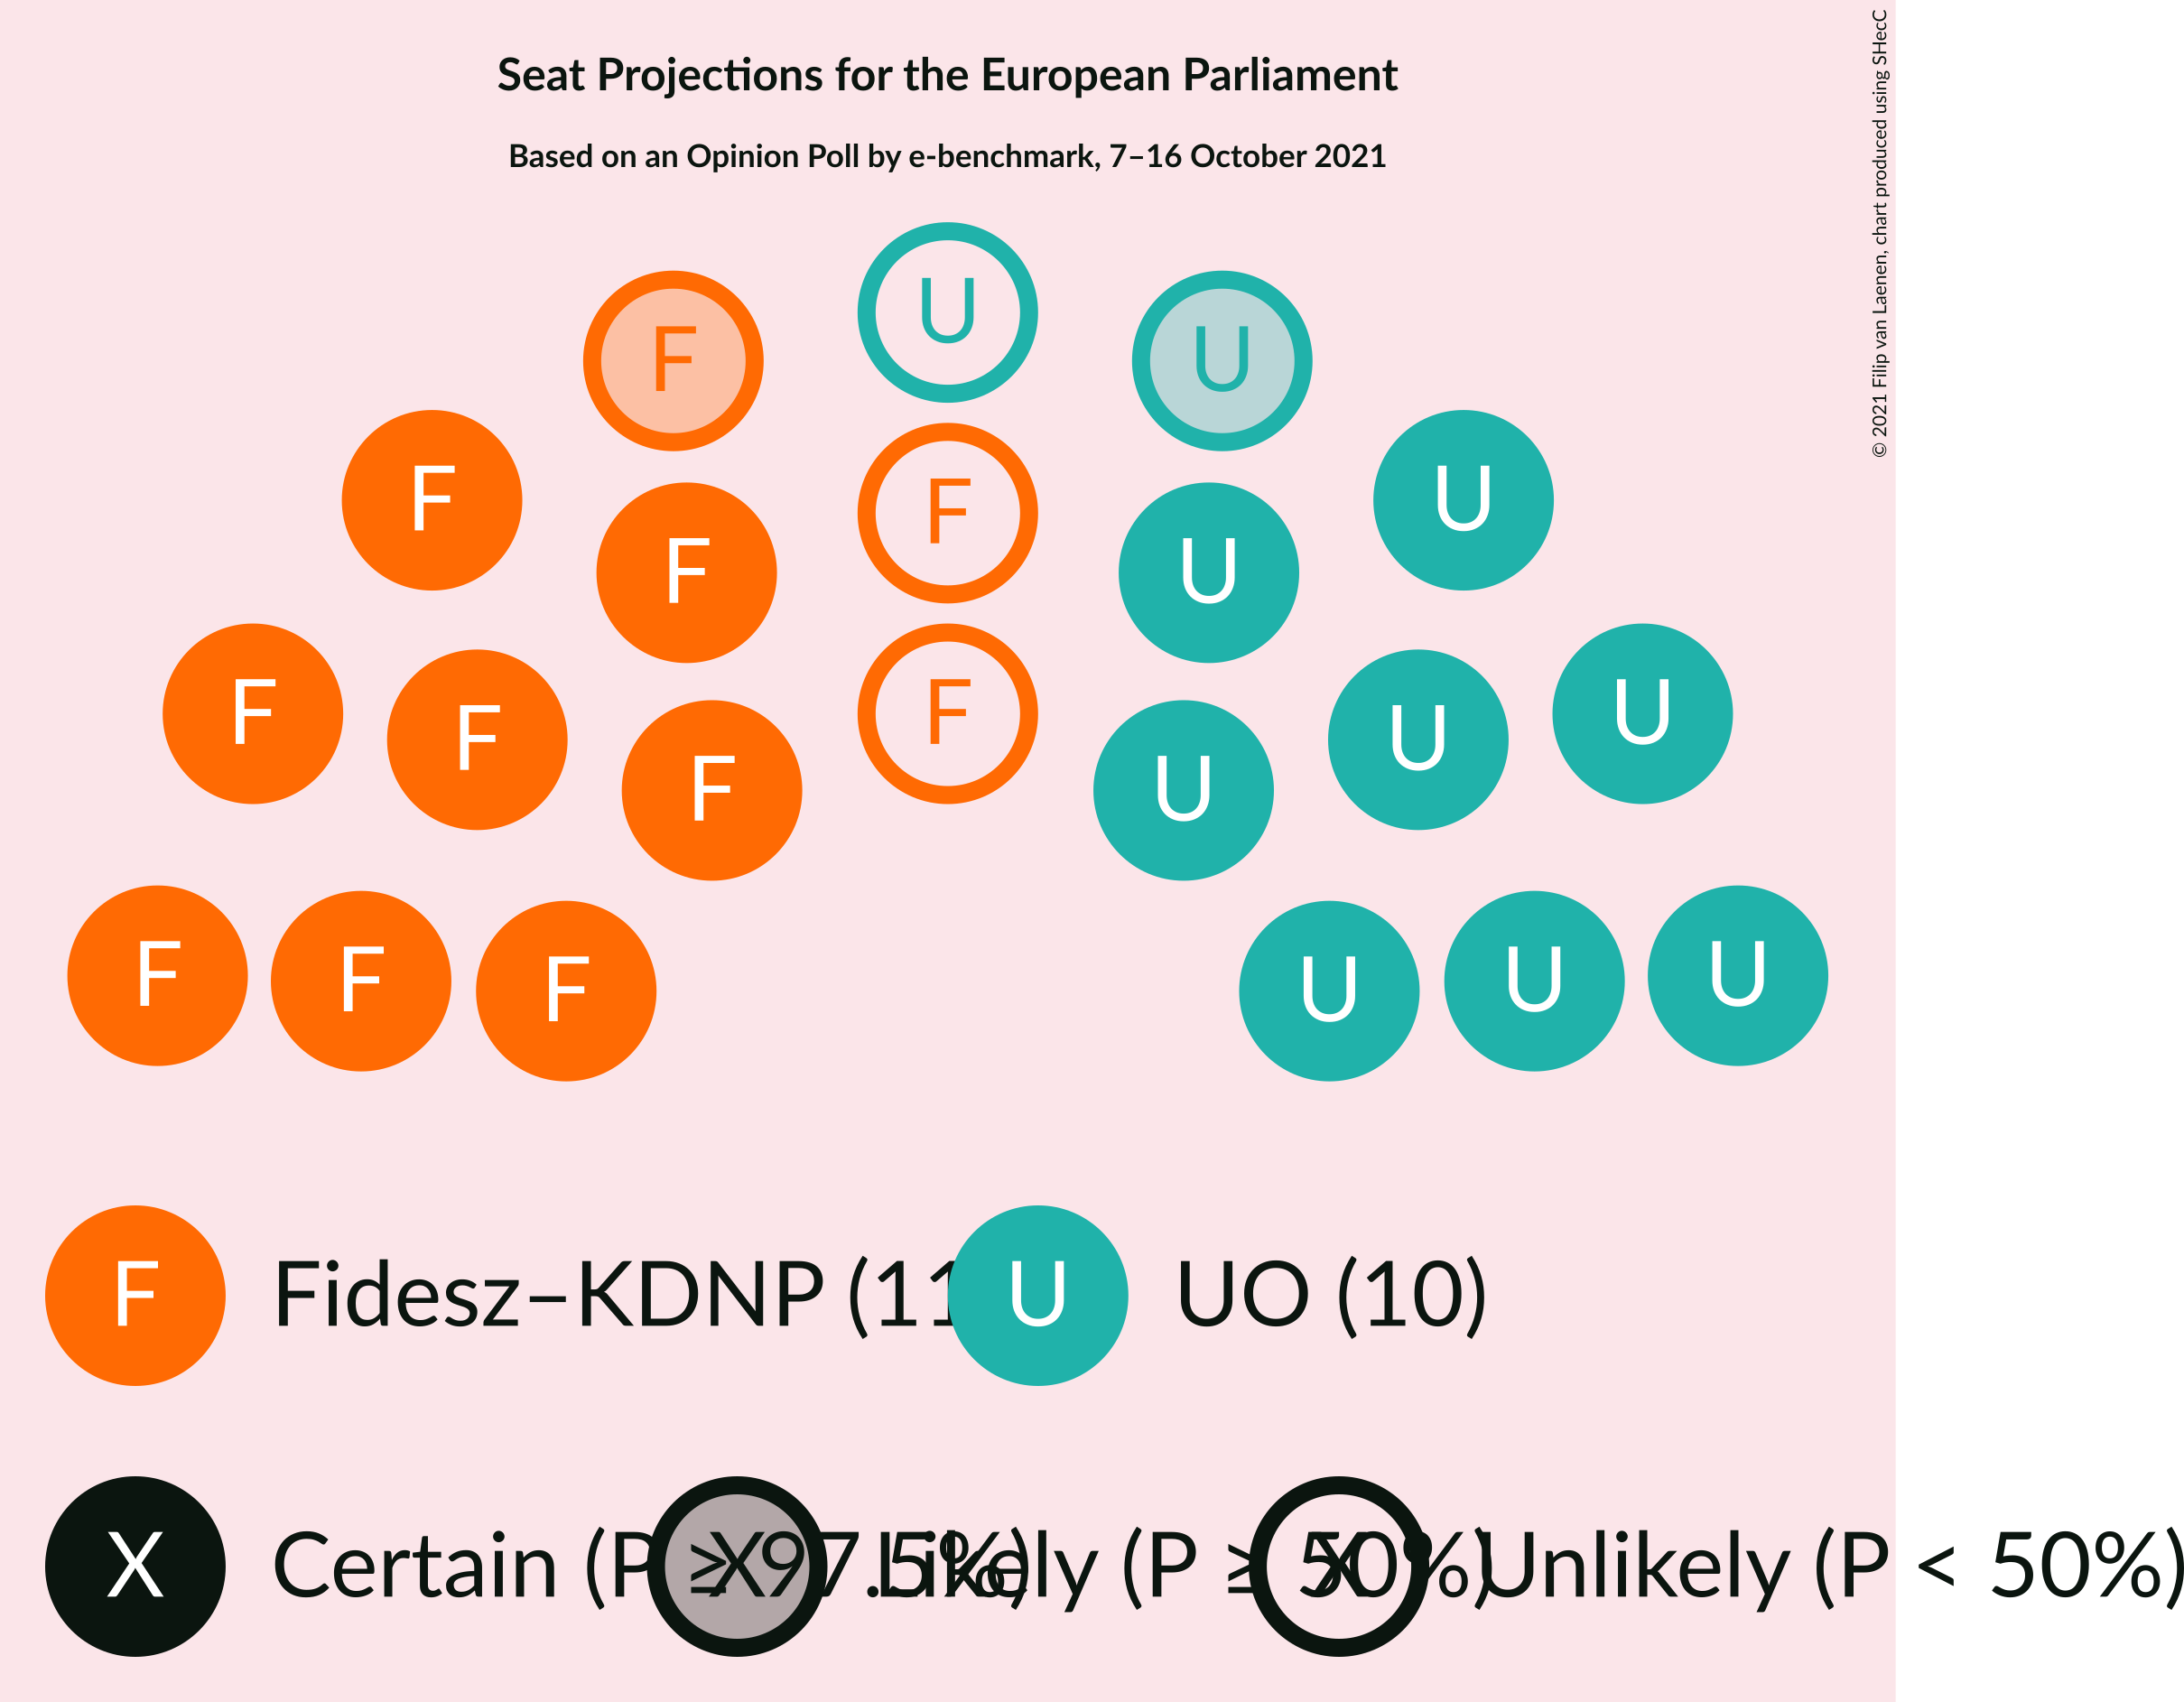 Seat Projections for the European Parliament
Based on an Opinion Poll by e-benchmark, 7–16 October 2021
© 2021 Filip van Laenen, chart produced using SHecC
U
F U
F F F U U
F F F F U U U
F F F U U U
F Fidesz–KDNP (11 U UO (10)
X Certain (P ≥ 97.5%) X Likely (P ≥ 50%) X Unlikely (P < 50%)